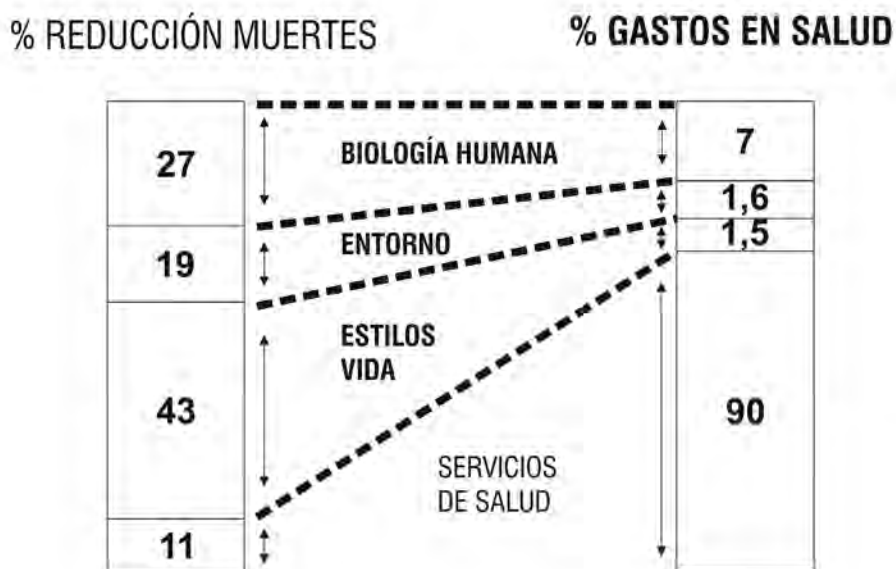 % REDUCCIÓN MUERTES
% GASTOS EN SALUD
27
BIOLOGÍA HUMANA
7
1,6
19
ENTORNO
1,5
ESTILOS
VIDA
43
90
SERVICIOS
DE SALUD
11